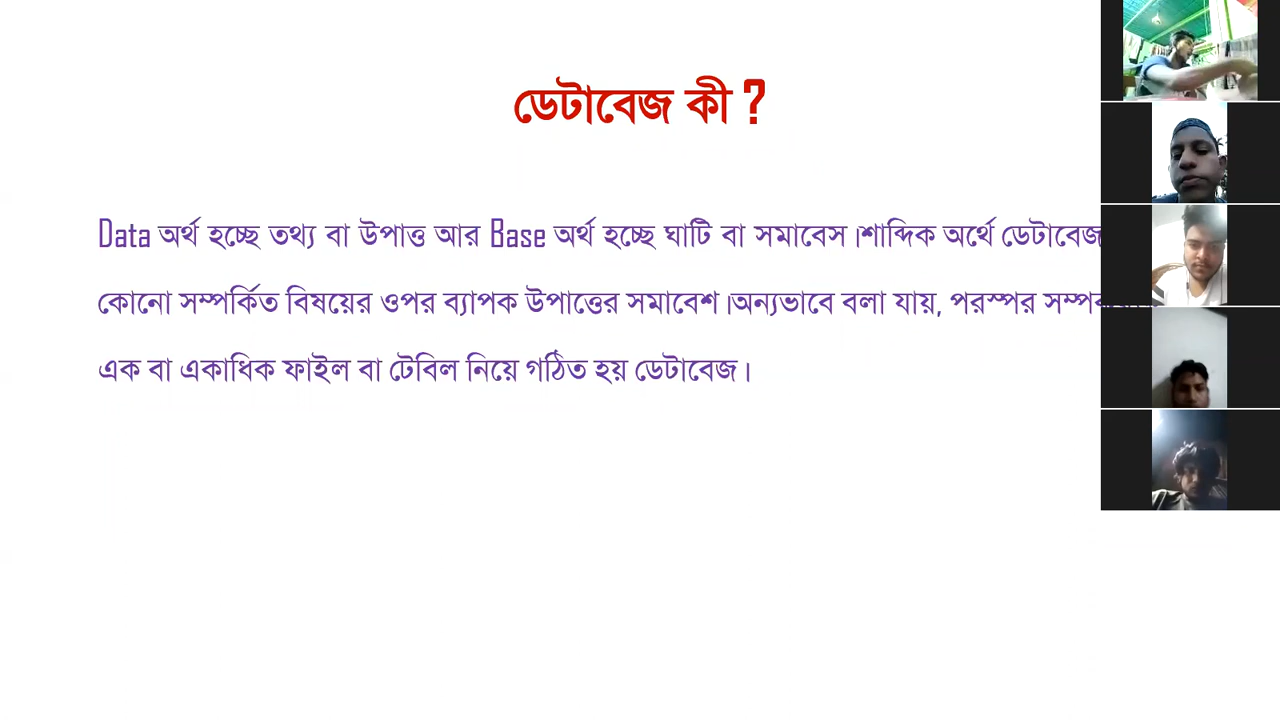 ডেটাবেজ কী ?
Data অর্থ হচ্ছে তথ্য বা উপাত্ত আর Base অর্থ হচ্ছে ঘাটি বা সমাবেস।শাব্দিক অর্থে ডেটাবেজ
কোনো সম্পর্কিত বিষয়ের ওপর ব্যাপক উপাত্তের সমাবেশ।অন্যভাবে বলা যায়, পরস্পর
এক বা একাধিক ফাইল বা টেবিল নিয়ে গঠিত হয় ডেটাবেজ।